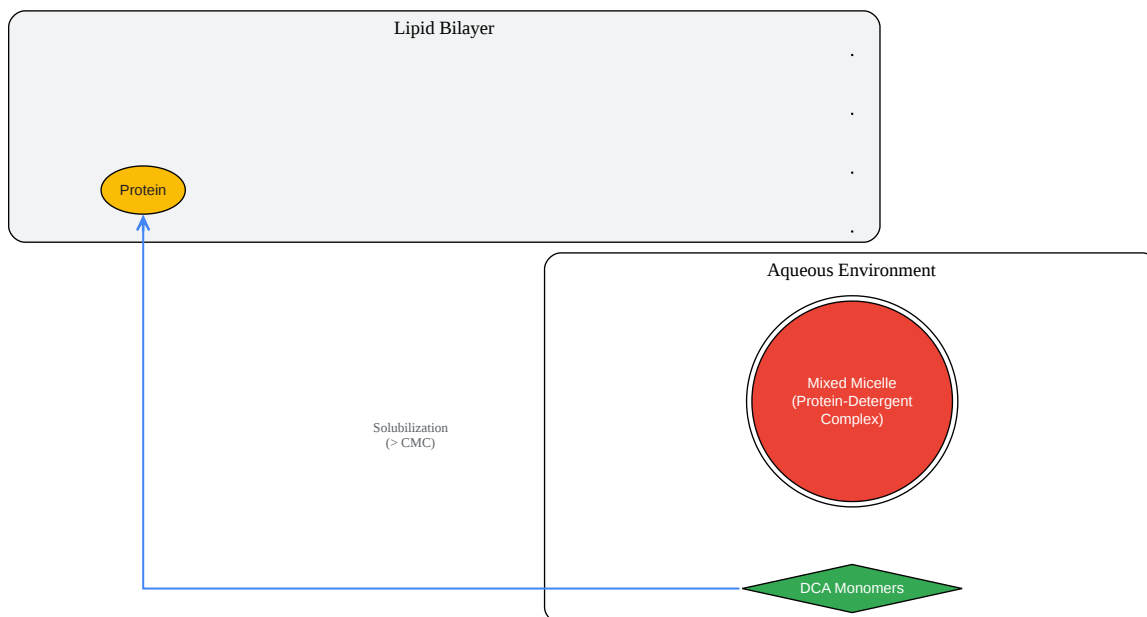 Lipid Bilayer
.
.
.
Protein
.
Aqueous Environment
Mixed Micelle
(Protein-Detergent
Complex)
Solubilization
(> CMC)
DCA Monomers